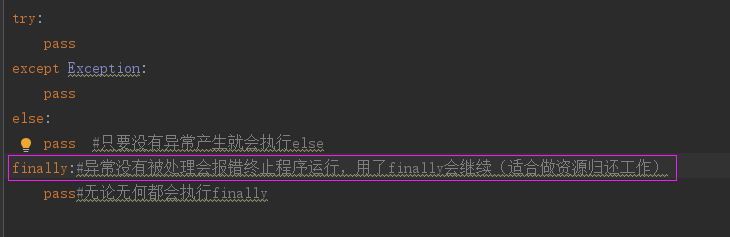 try:
    pass
except Exception:
    pass
else:
    pass  #只要没有异常产生就会执行else
finally:#异常没有被处理会报错终止程序运行，用了finally会继续（适合做资源归还工作）
    pass#无论无何都会执行finally